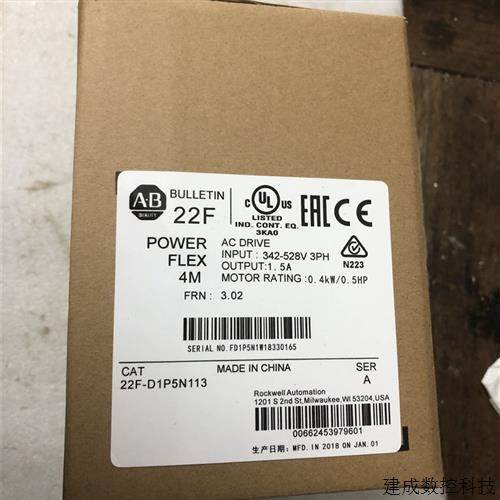 A-B
QUALITY
BULLETIN
22F
c UL US
LISTED
IND. CONT. EQ.
3KA0
EAC CE
N223
POWER
FLEX
4M
AC DRIVE
INPUT : 342-528V 3PH
OUTPUT:1.5A
MOTOR RATING:0.4kW/0.5HP
FRN : 3.02
SERIAL NO.FD1P5N1W18330165
CAT
22F-D1P5N113
MADE IN CHINA
SER
A
Rockwell Automation
1201 S 2nd St,Milwaukee,WI 53204,USA
00662453979601
生产日期: MFD. IN 2018 ON JAN.01
建成数控科技